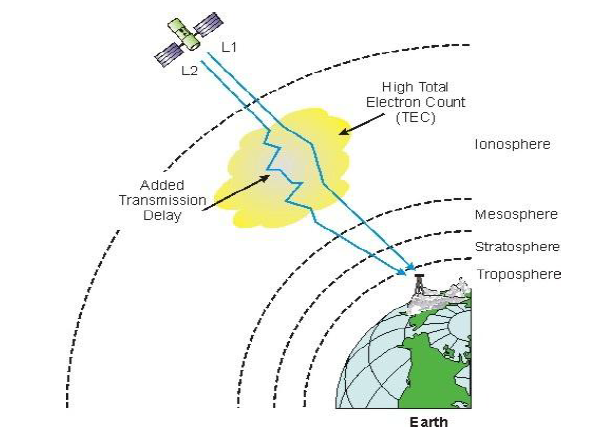 L1
L2
High Total
Electron Count
(TEC)
Ionosphere
Added
Transmission
Delay
Mesosphere
Stratosphere
Troposphere
Earth